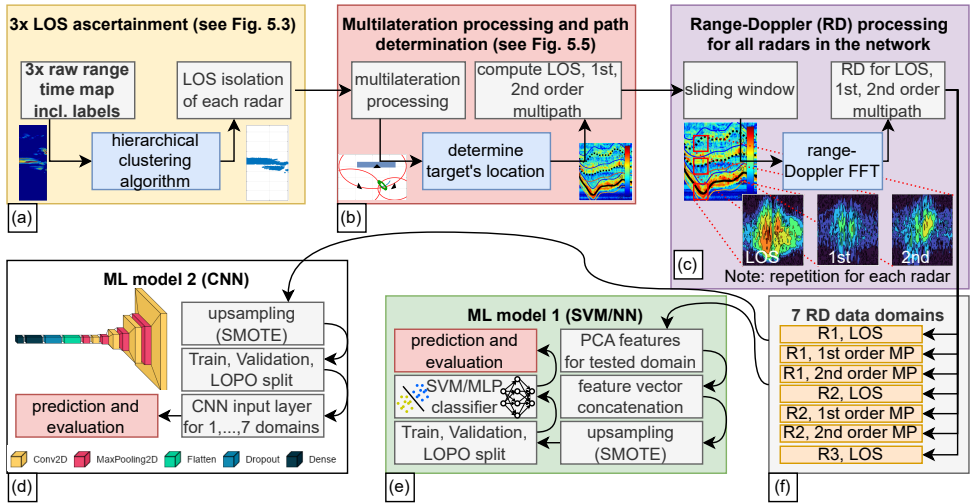 3x LOS ascertainment (see Fig. 5.3)
3x raw range
time map
incl. labels
LOS isolation
of each radar
hierarchical
clustering
algorithm
(a)
Multilateration processing and path
determination (see Fig. 5.5)
multilateration
processing
compute LOS, 1st,
2nd order
multipath
determine
target's location
(b)
Range-Doppler (RD) processing
for all radars in the network
sliding window
RD for LOS,
1st, 2nd order
multipath
range-
Doppler FFT
LOS
1st
2nd
(c)
Note: repetition for each radar
ML model 2 (CNN)
upsampling
(SMOTE)
Train, Validation,
LOPO split
CNN input layer
for 1,...,7 domains
prediction and
evaluation
Conv2D
MaxPooling2D
Flatten
Dropout
Dense
(d)
ML model 1 (SVM/NN)
prediction and
evaluation
PCA features
for tested domain
SVM/MLP
classifier
feature vector
concatenation
Train, Validation,
LOPO split
upsampling
(SMOTE)
(e)
7 RD data domains
R1, LOS
R1, 1st order MP
R1, 2nd order MP
R2, LOS
R2, 1st order MP
R2, 2nd order MP
R3, LOS
(f)